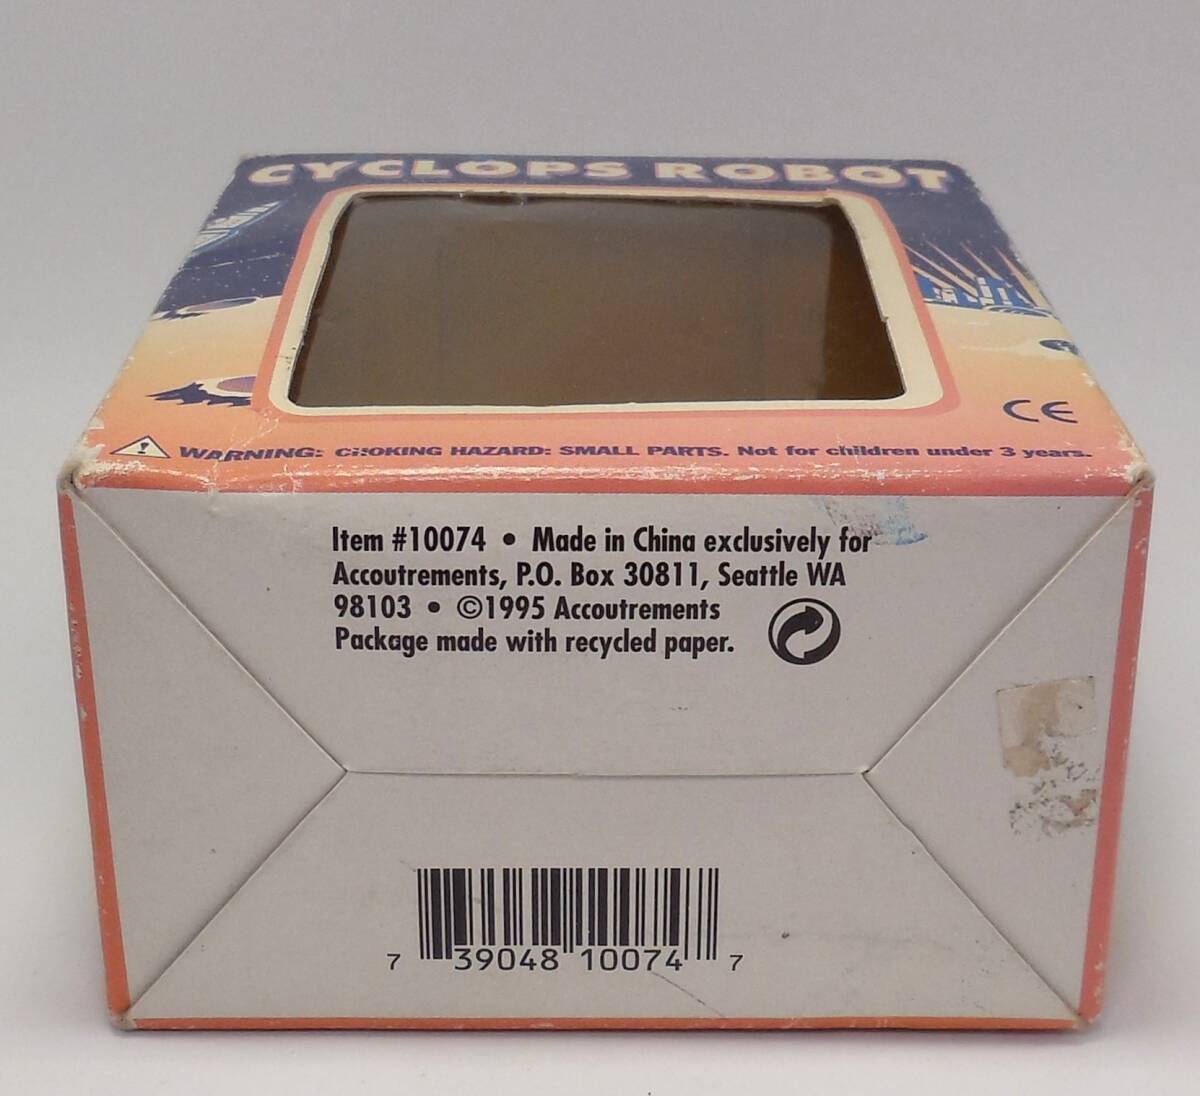 CYCLOPS ROBOT
CE
WARNING: CHOKING HAZARD: SMALL PARTS. Not for children under 3 years.
Item #10074 • Made in China exclusively for
Accoutrements, P.O. Box 30811, Seattle WA
98103 • ©1995 Accoutrements
Package made with recycled paper.
7 39048 10074 7